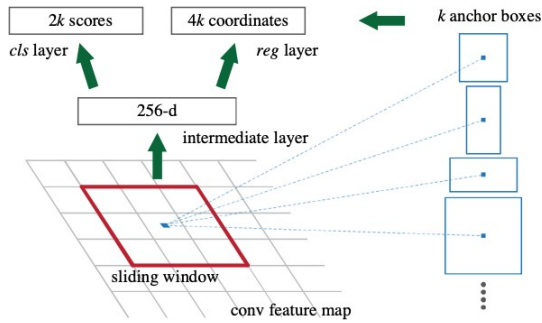 2k scores
4k coordinates
k anchor boxes
cls layer
reg layer
256-d
intermediate layer
sliding window
conv feature map